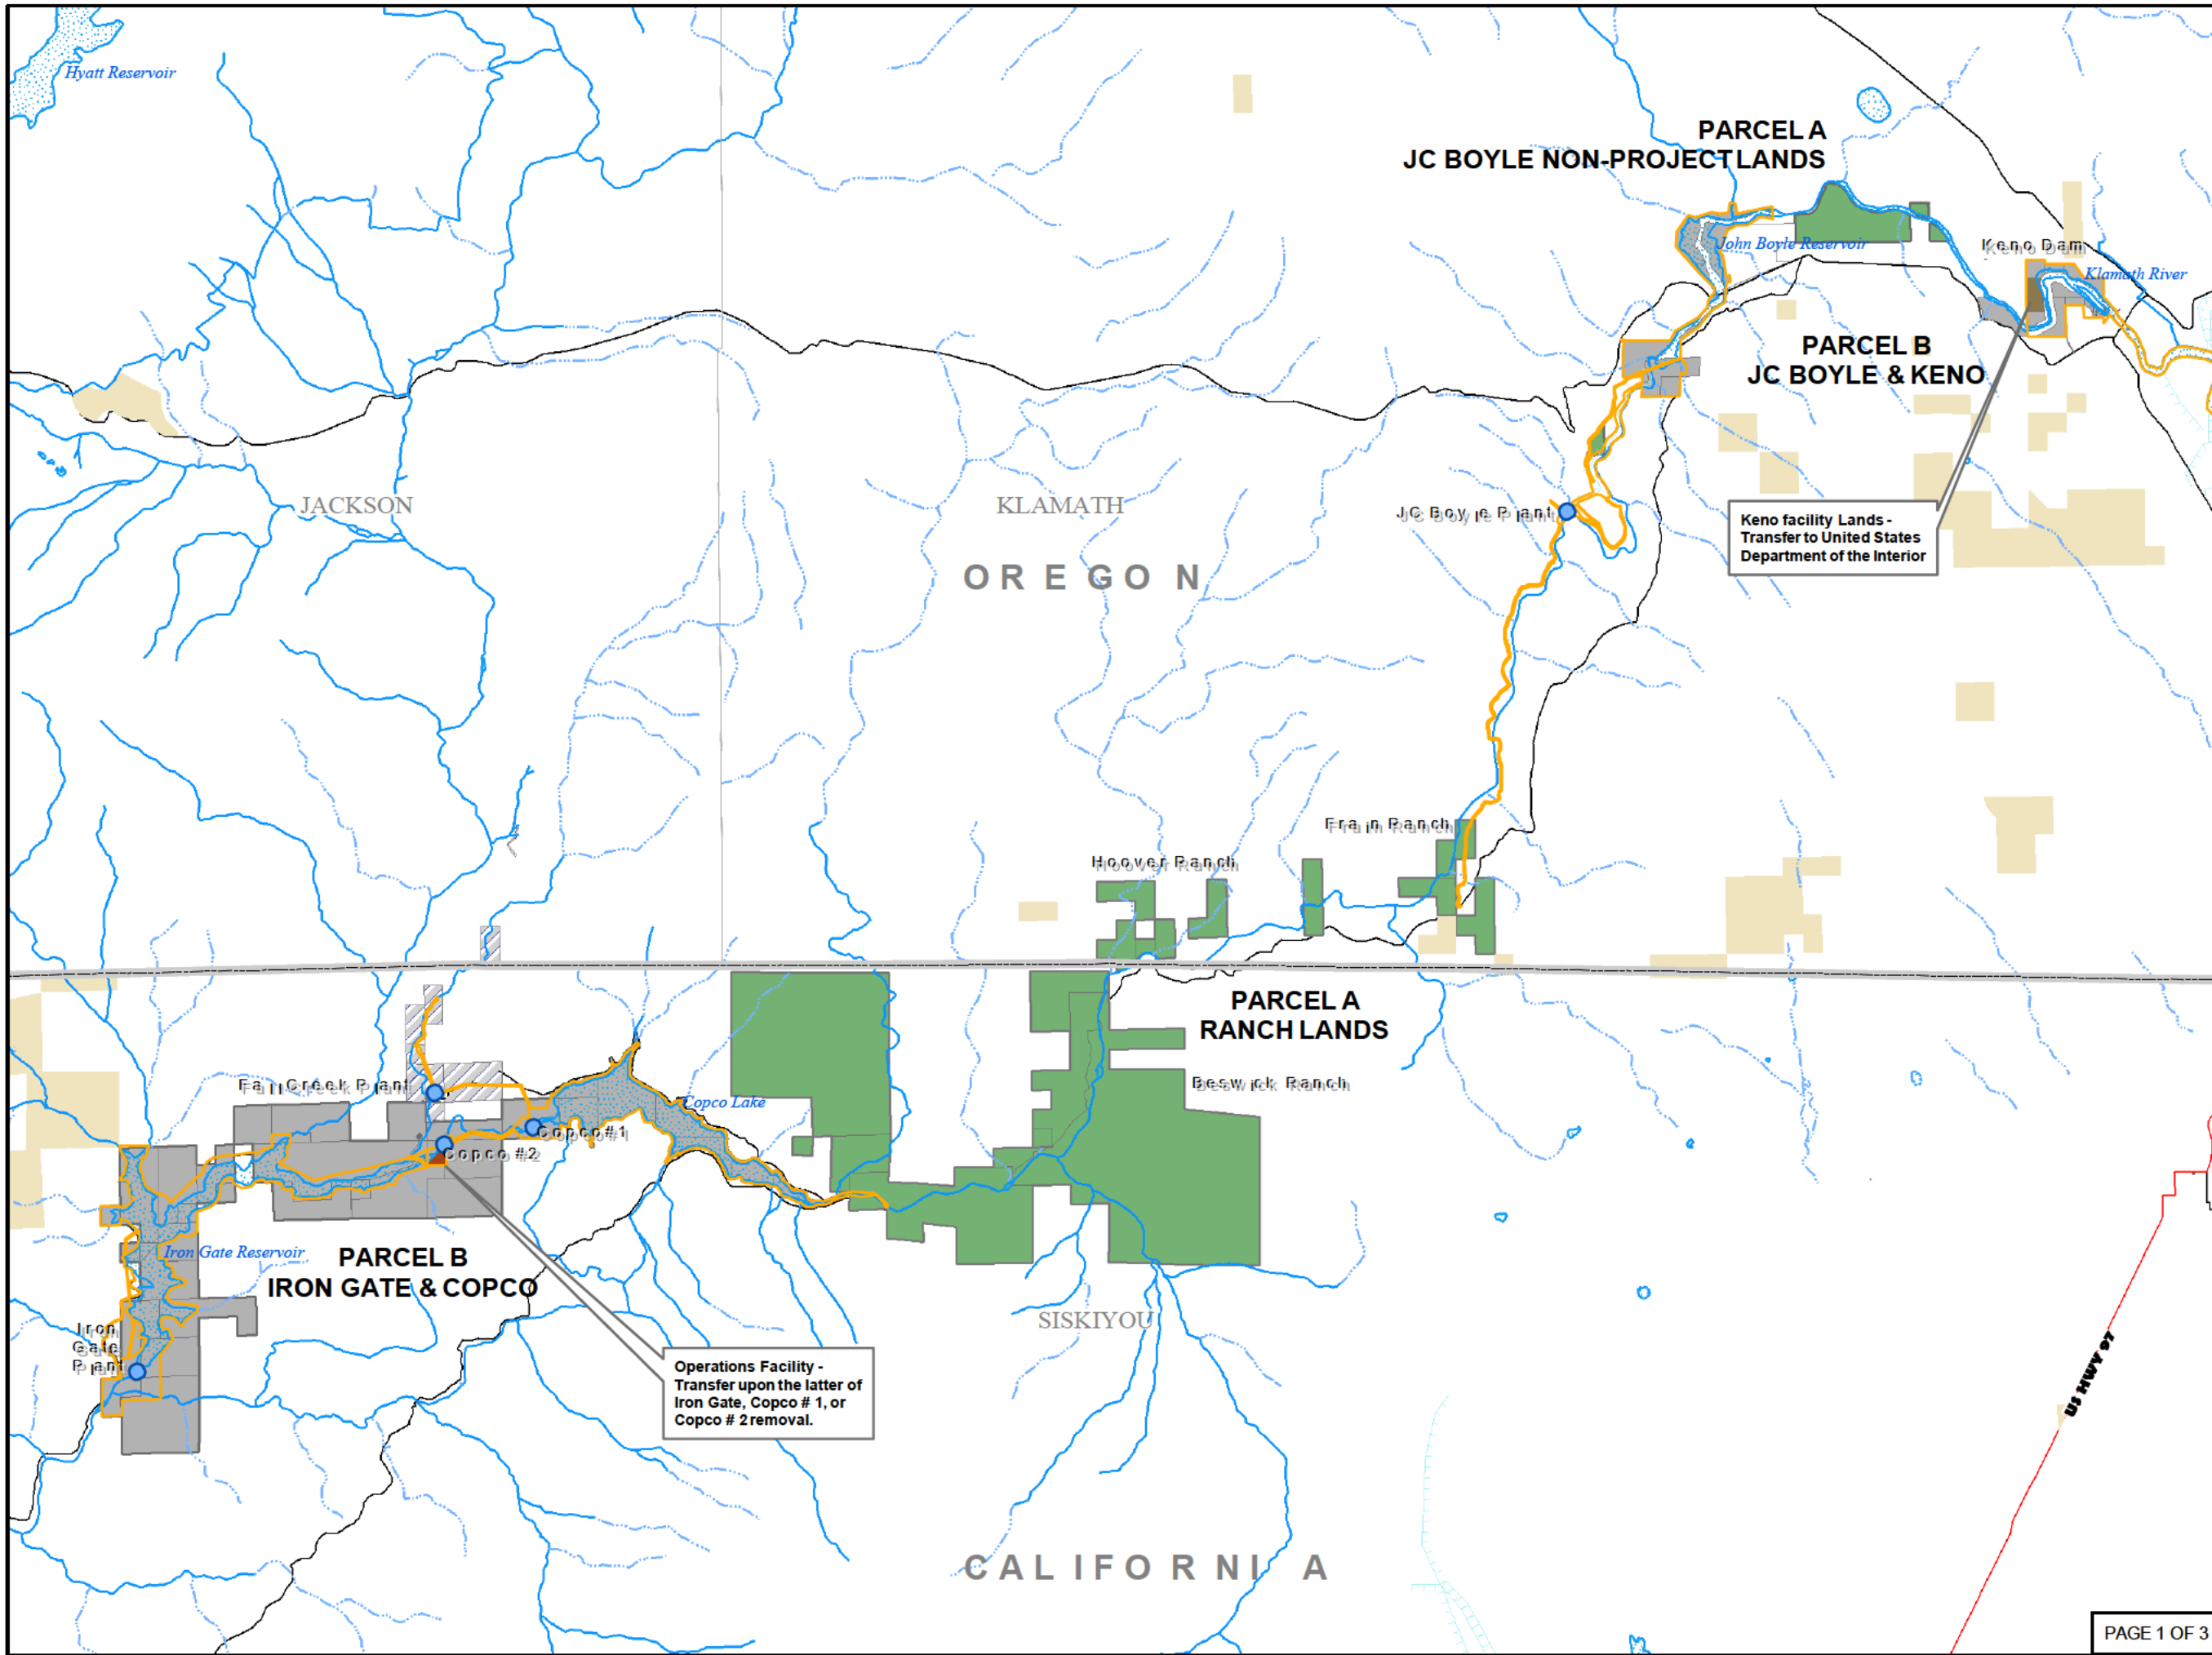 Hyatt Reservoir
PARCEL A
JC BOYLE NON-PROJECT LANDS
John Boyle Reservoir
Keno Dam
Klamath River
PARCEL B
JC BOYLE & KENO
JACKSON
KLAMATH
OREGON
JC Boyle Plant
Keno facility Lands -
Transfer to United States
Department of the Interior
Frain Ranch
Hoover Ranch
PARCEL A
RANCH LANDS
Beswick Ranch
Fall Creek Plant
Copco Lake
Copco #1
Copco #2
Iron Gate Reservoir
PARCEL B
IRON GATE & COPCO
Iron
Gate
Plant
SISKIYOU
Operations Facility -
Transfer upon the latter of
Iron Gate, Copco # 1, or
Copco # 2 removal.
US HWY 97
CALIFORNIA
PAGE 1 OF 3